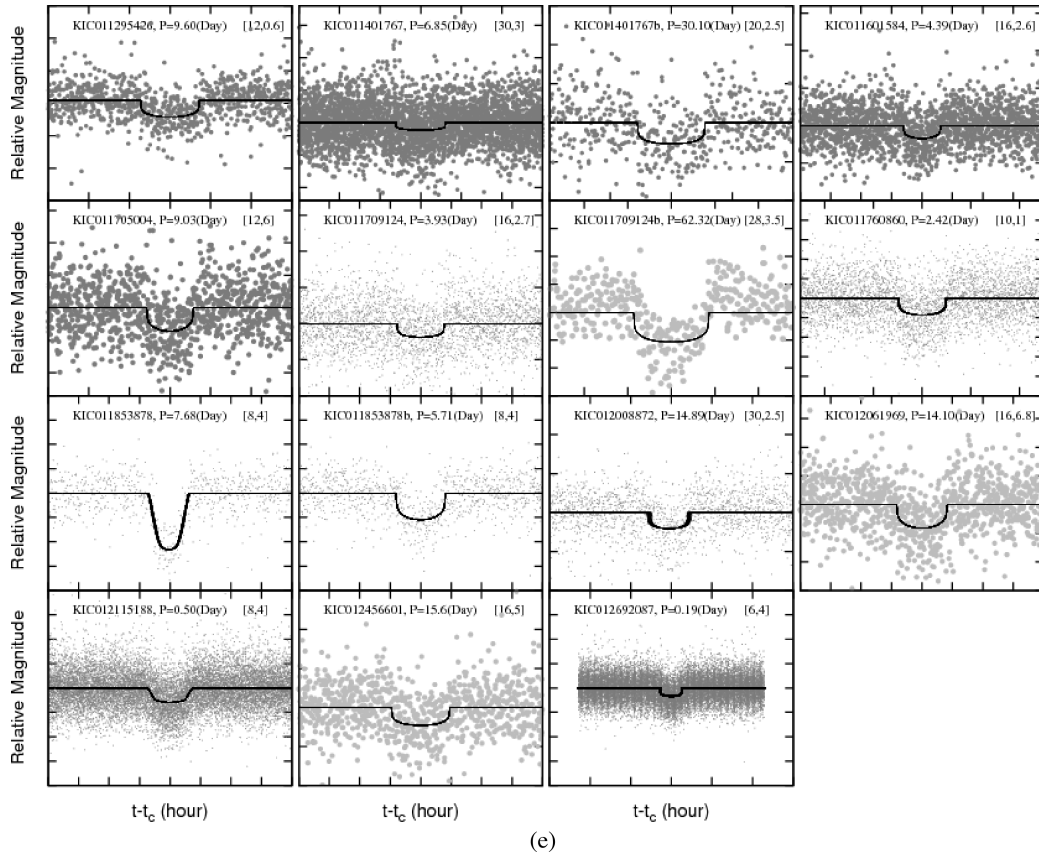 Relative Magnitude
KIC011295426, P=9.60(Day) [12,0.6]
KIC011401767, P=6.85(Day) [30,3]
KIC011401767b, P=30.10(Day) [20,2.5]
KIC011601584, P=4.39(Day) [16,2.6]
Relative Magnitude
KIC011705004, P=9.03(Day) [12,6]
KIC011709124, P=3.93(Day) [16,2.7]
KIC011709124b, P=62.32(Day) [28,3.5]
KIC011760860, P=2.42(Day) [10,1]
Relative Magnitude
KIC011853878, P=7.68(Day) [8,4]
KIC011853878b, P=5.71(Day) [8,4]
KIC012008872, P=14.89(Day) [30,2.5]
KIC012061969, P=14.10(Day) [16,6.8]
Relative Magnitude
KIC012115188, P=0.50(Day) [8,4]
KIC012456601, P=15.6(Day) [16,5]
KIC012692087, P=0.19(Day) [6,4]
t-tc (hour)
t-tc (hour)
t-tc (hour)
(e)